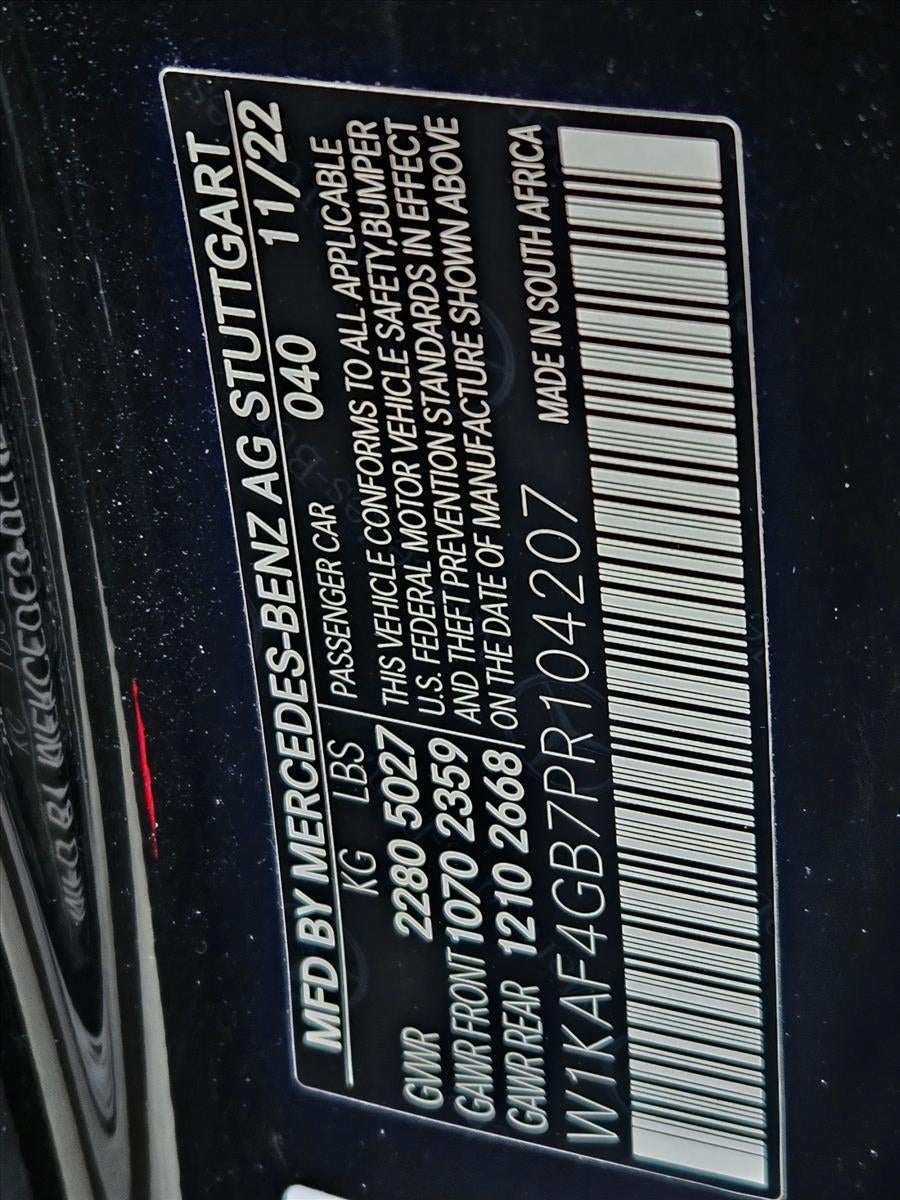 MFD BY MERCEDES-BENZ AG STUTTGART
KG LBS 040 11/22
GVWR 2280 5027
GAWR FRONT 1070 2359
GAWR REAR 1210 2668
PASSENGER CAR
THIS VEHICLE CONFORMS TO ALL APPLICABLE
U.S. FEDERAL MOTOR VEHICLE SAFETY,BUMPER
AND THEFT PREVENTION STANDARDS IN EFFECT
ON THE DATE OF MANUFACTURE SHOWN ABOVE
W1KAF4GB7PR104207 MADE IN SOUTH AFRICA